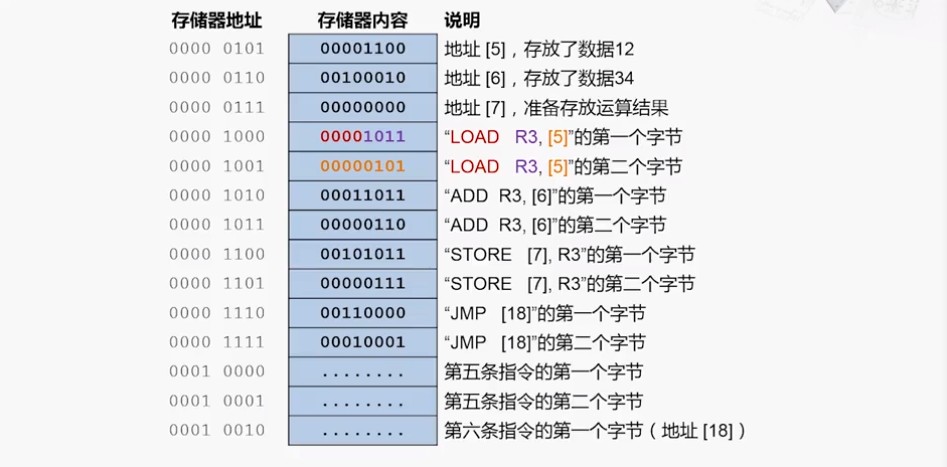 存储器地址 存储器内容 说明
0000 0101 00001100 地址 [5]，存放了数据12
0000 0110 00100010 地址 [6]，存放了数据34
0000 0111 00000000 地址 [7]，准备存放运算结果
0000 1000 00001011 “LOAD R3, [5]”的第一个字节
0000 1001 00000101 “LOAD R3, [5]”的第二个字节
0000 1010 00011011 “ADD R3, [6]”的第一个字节
0000 1011 00000110 “ADD R3, [6]”的第二个字节
0000 1100 00101011 “STORE [7], R3”的第一个字节
0000 1101 00000111 “STORE [7], R3”的第二个字节
0000 1110 00110000 “JMP [18]”的第一个字节
0000 1111 00010001 “JMP [18]”的第二个字节
0001 0000 ........ 第五条指令的第一个字节
0001 0001 ........ 第五条指令的第二个字节
0001 0010 ........ 第六条指令的第一个字节（地址 [18]）